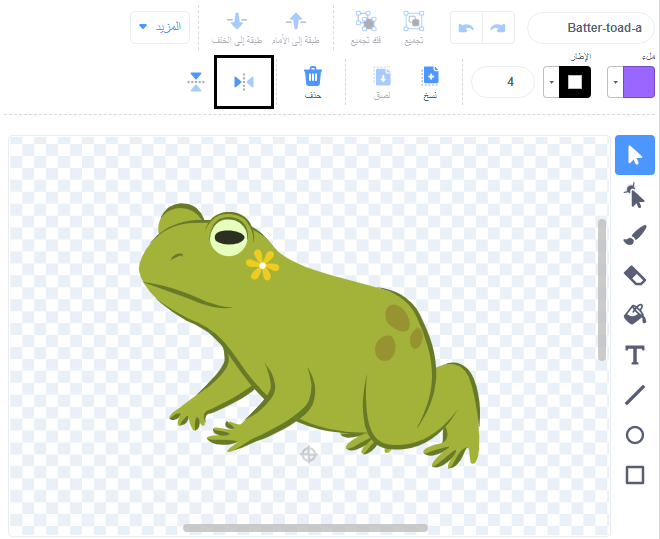 Batter-toad-a
تجميع
فك تجميع
طبقة إلى الأمام
طبقة إلى الخلف
المزيد
ملء
الإطار
4
نسخ
لصق
حذف